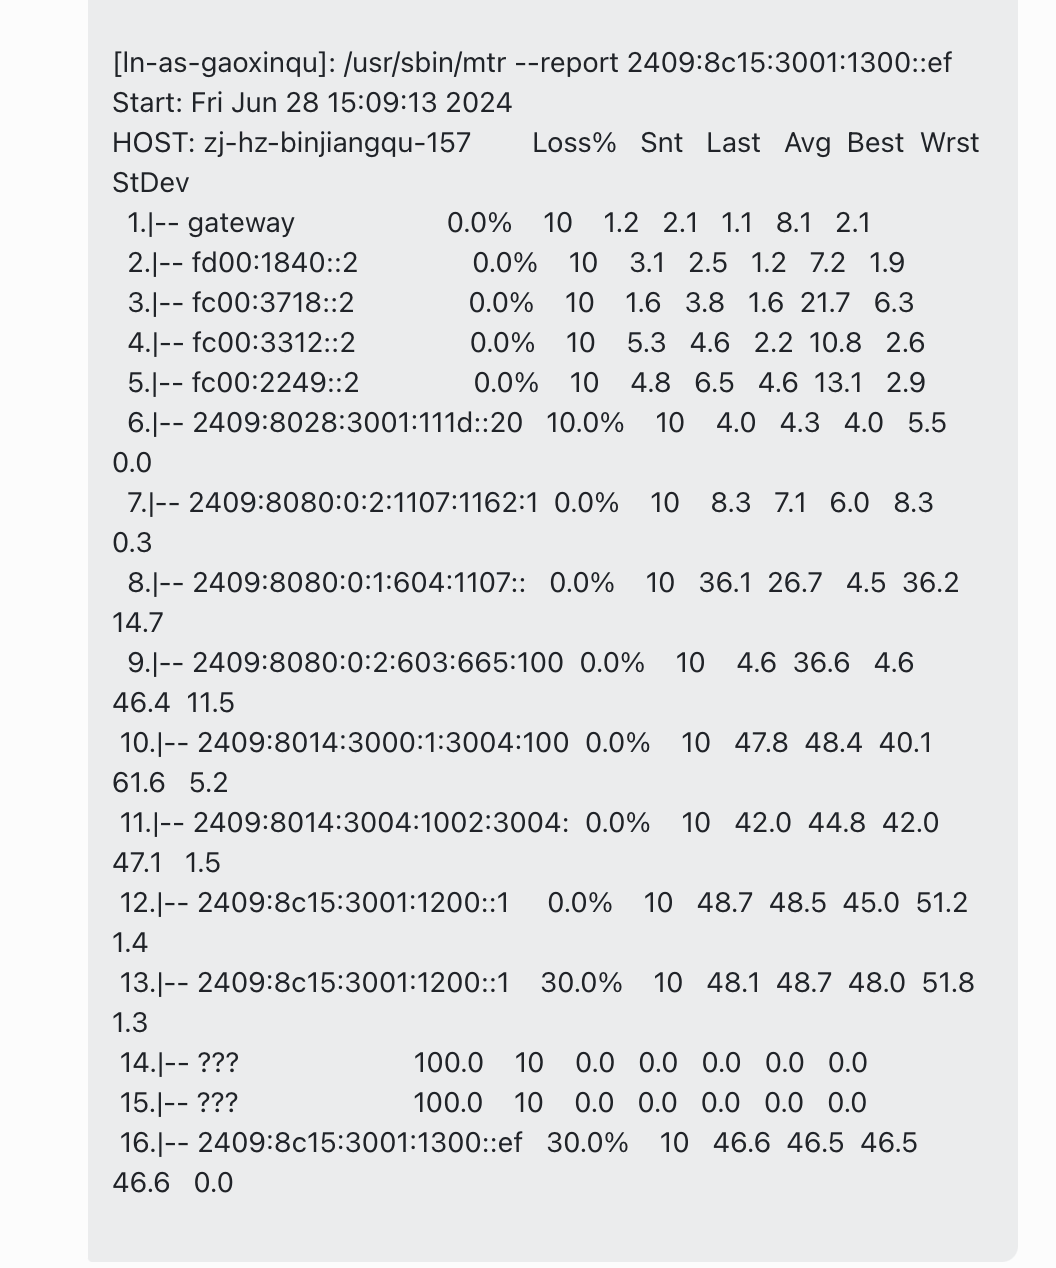 [ln-as-gaoxinqu]: /usr/sbin/mtr --report 2409:8c15:3001:1300::ef
Start: Fri Jun 28 15:09:13 2024
HOST: zj-hz-binjiangqu-157 Loss% Snt Last Avg Best Wrst
StDev
1.|-- gateway 0.0% 10 1.2 2.1 1.1 8.1 2.1
2.|-- fd00:1840::2 0.0% 10 3.1 2.5 1.2 7.2 1.9
3.|-- fc00:3718::2 0.0% 10 1.6 3.8 1.6 21.7 6.3
4.|-- fc00:3312::2 0.0% 10 5.3 4.6 2.2 10.8 2.6
5.|-- fc00:2249::2 0.0% 10 4.8 6.5 4.6 13.1 2.9
6.|-- 2409:8028:3001:111d::20 10.0% 10 4.0 4.3 4.0 5.5
0.0
7.|-- 2409:8080:0:2:1107:1162:1 0.0% 10 8.3 7.1 6.0 8.3
0.3
8.|-- 2409:8080:0:1:604:1107:: 0.0% 10 36.1 26.7 4.5 36.2
14.7
9.|-- 2409:8080:0:2:603:665:100 0.0% 10 4.6 36.6 4.6
46.4 11.5
10.|-- 2409:8014:3000:1:3004:100 0.0% 10 47.8 48.4 40.1
61.6 5.2
11.|-- 2409:8014:3004:1002:3004: 0.0% 10 42.0 44.8 42.0
47.1 1.5
12.|-- 2409:8c15:3001:1200::1 0.0% 10 48.7 48.5 45.0 51.2
1.4
13.|-- 2409:8c15:3001:1200::1 30.0% 10 48.1 48.7 48.0 51.8
1.3
14.|-- ??? 100.0 10 0.0 0.0 0.0 0.0 0.0
15.|-- ??? 100.0 10 0.0 0.0 0.0 0.0 0.0
16.|-- 2409:8c15:3001:1300::ef 30.0% 10 46.6 46.5 46.5
46.6 0.0